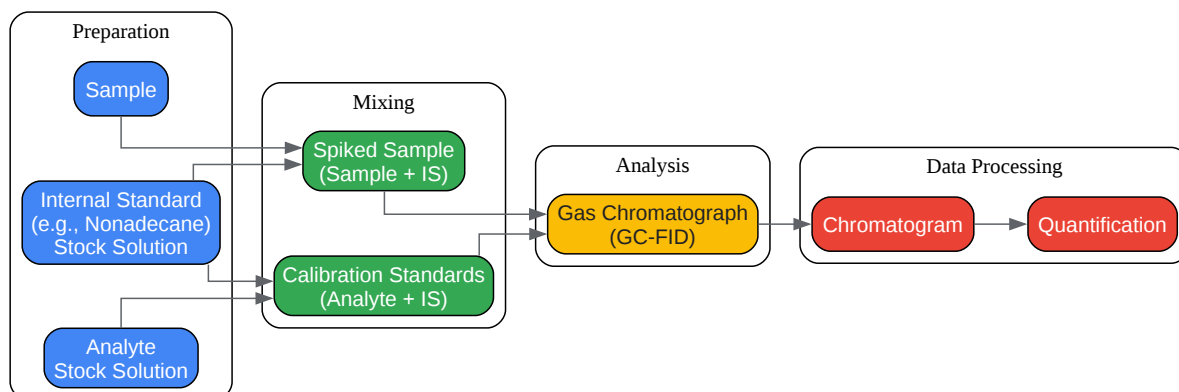 Preparation
Sample
Internal Standard
(e.g., Nonadecane)
Stock Solution
Analyte
Stock Solution
Mixing
Spiked Sample
(Sample + IS)
Calibration Standards
(Analyte + IS)
Analysis
Gas Chromatograph
(GC-FID)
Data Processing
Chromatogram
Quantification